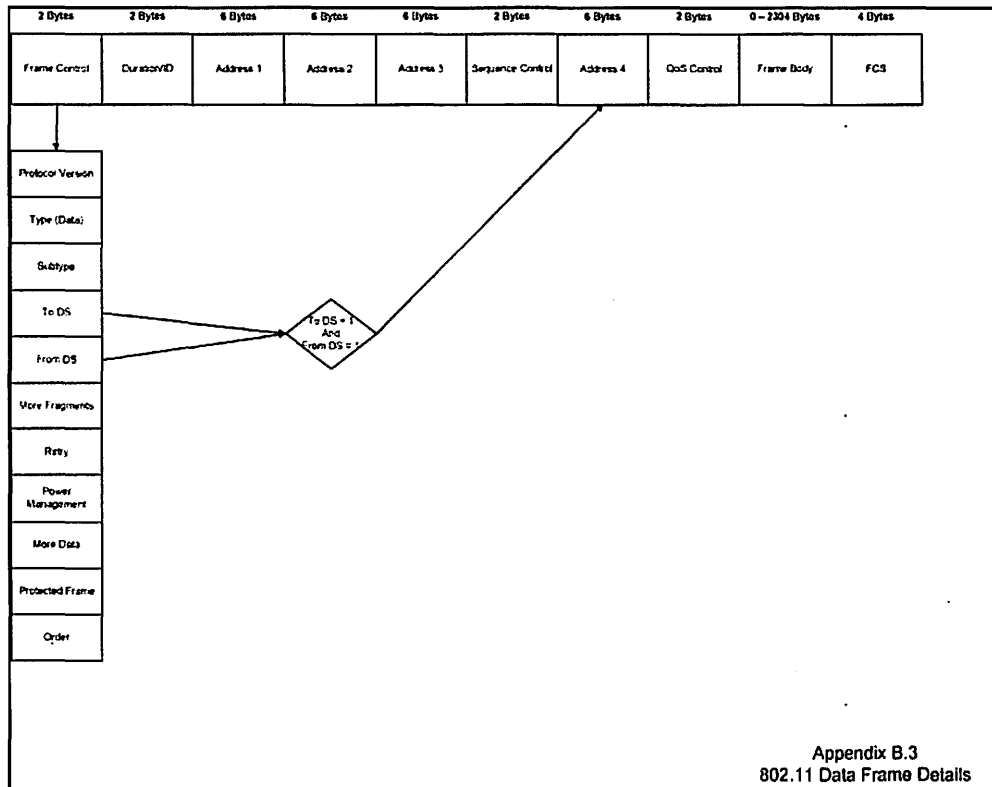 2 Bytes 2 Bytes 6 Bytes 6 Bytes 6 Bytes 2 Bytes 6 Bytes 2 Bytes 0 – 2304 Bytes 4 Bytes
Frame Control Duration/ID Address 1 Address 2 Address 3 Sequence Control Address 4 QoS Control Frame Body FCS
Protocol Version
Type (Data)
Subtype
To DS
From DS
To DS = 1
And
From DS = 1
More Fragments
Retry
Power
Management
More Data
Protected Frame
Order
Appendix B.3
802.11 Data Frame Details